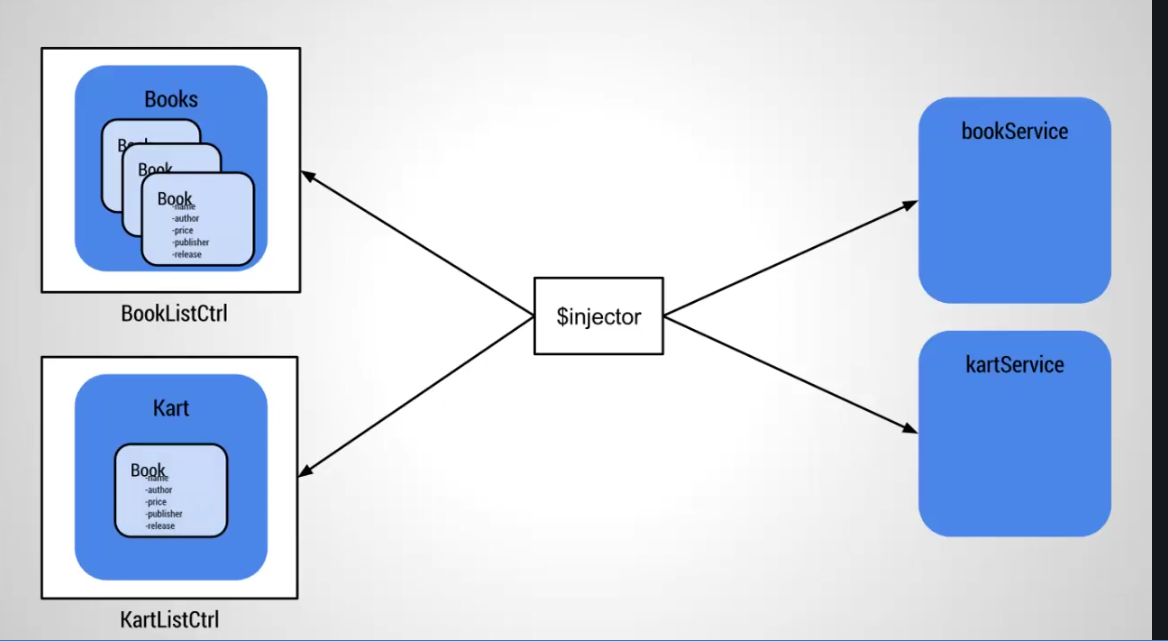 Books
Book
Book
Book
-name
-author
-price
-publisher
-release
BookListCtrl
Kart
Book
-name
-author
-price
-publisher
-release
KartListCtrl
$injector
bookService
kartService